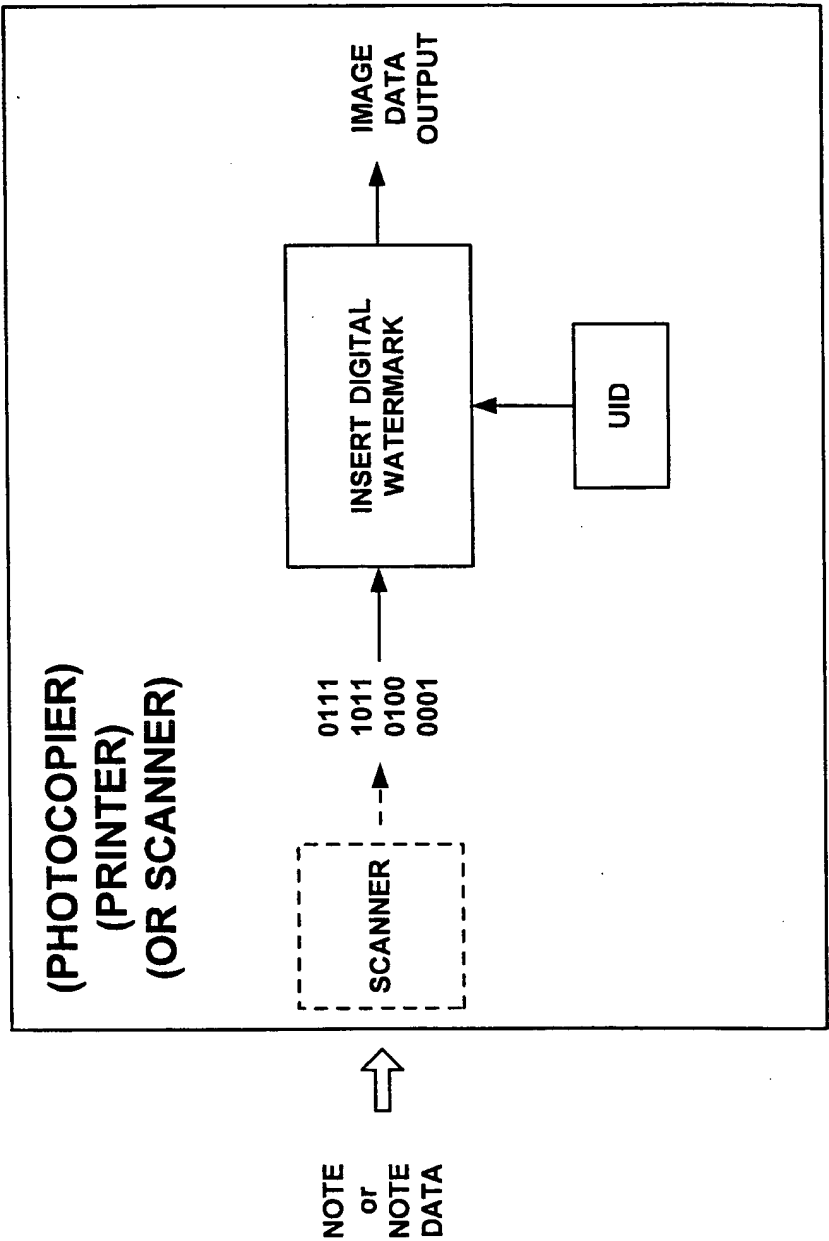 (PHOTOCOPIER)
(PRINTER)
(OR SCANNER)
NOTE
or
NOTE
DATA
SCANNER
0111
1011
0100
0001
INSERT DIGITAL
WATERMARK
UID
IMAGE
DATA
OUTPUT